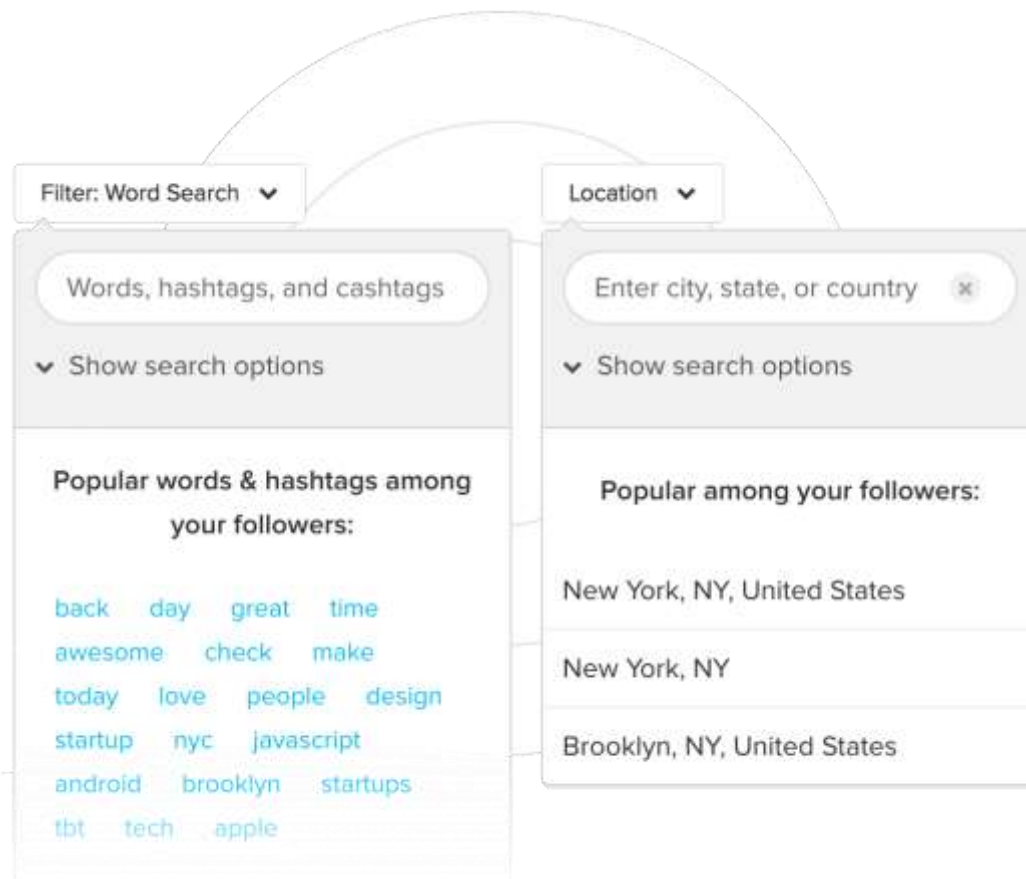 Filter: Word Search
Words, hashtags, and cashtags
Show search options
Popular words & hashtags among
your followers:
back day great time
awesome check make
today love people design
startup nyc javascript
android brooklyn startups
tbt tech apple
Location
Enter city, state, or country
Show search options
Popular among your followers:
New York, NY, United States
New York, NY
Brooklyn, NY, United States